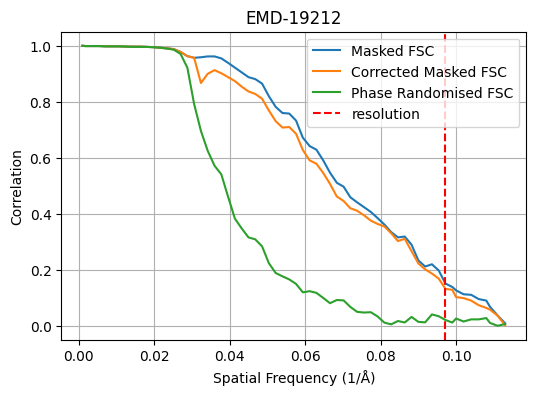 EMD-19212
Masked FSC
Corrected Masked FSC
Phase Randomised FSC
resolution
Correlation
1.0
0.8
0.6
0.4
0.2
0.0
0.00 0.02 0.04 0.06 0.08 0.10
Spatial Frequency (1/Å)